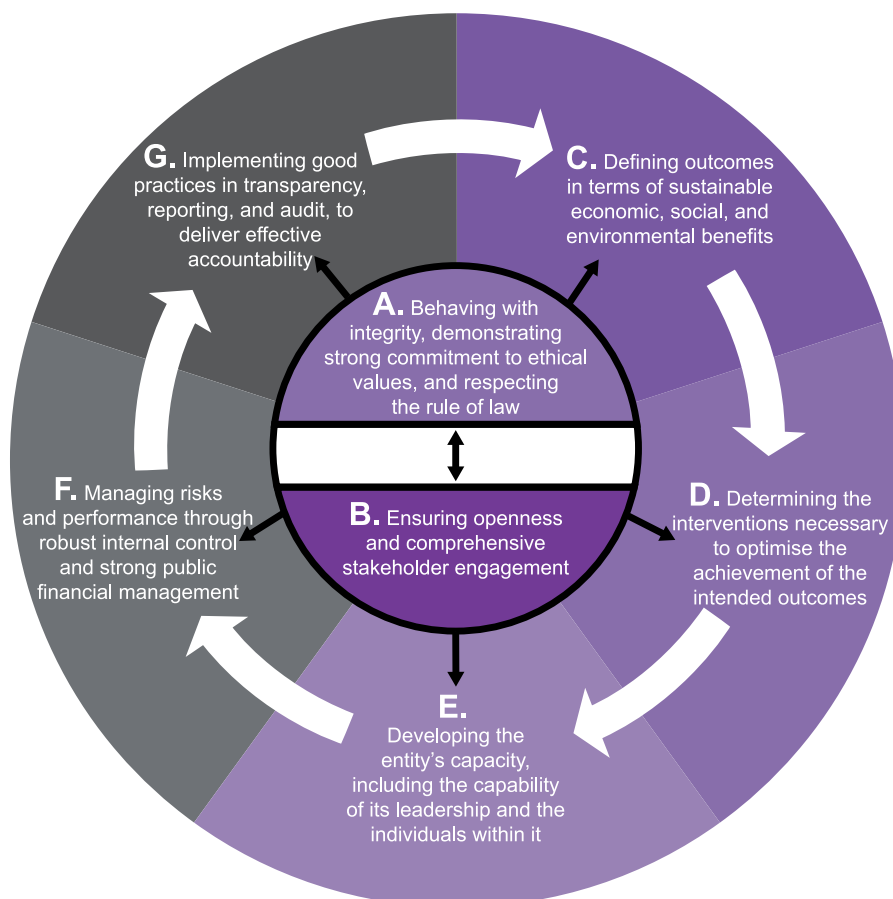 G. Implementing good
practices in transparency,
reporting, and audit, to
deliver effective
accountability
C. Defining outcomes
in terms of sustainable
economic, social, and
environmental benefits
A. Behaving with
integrity, demonstrating
strong commitment to ethical
values, and respecting
the rule of law
F. Managing risks
and performance through
robust internal control
and strong public
financial management
B. Ensuring openness
and comprehensive
stakeholder engagement
D. Determining the
interventions necessary
to optimise the
achievement of the
intended outcomes
E.
Developing the
entity’s capacity,
including the capability
of its leadership and the
individuals within it